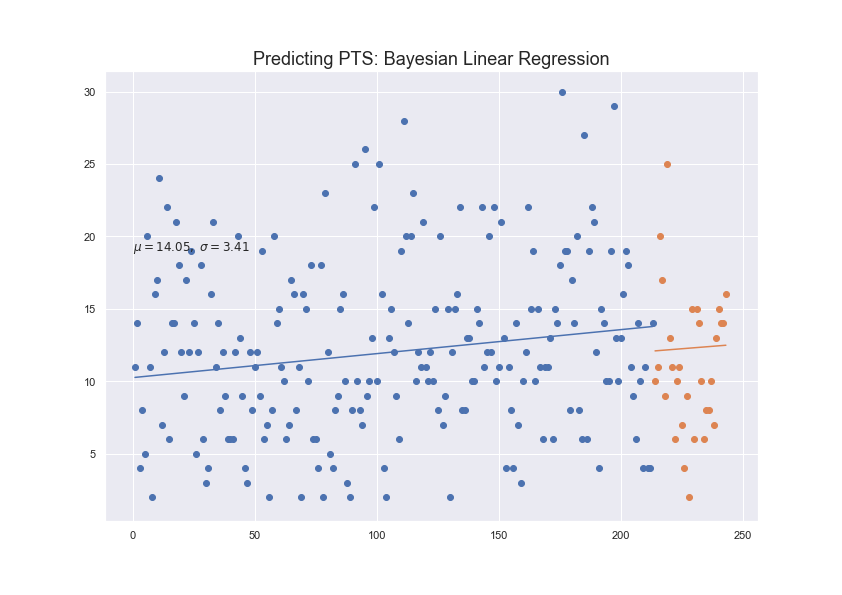 Predicting PTS: Bayesian Linear Regression
30
25
20
μ = 14.05, σ = 3.41
15
10
5
0 50 100 150 200 250